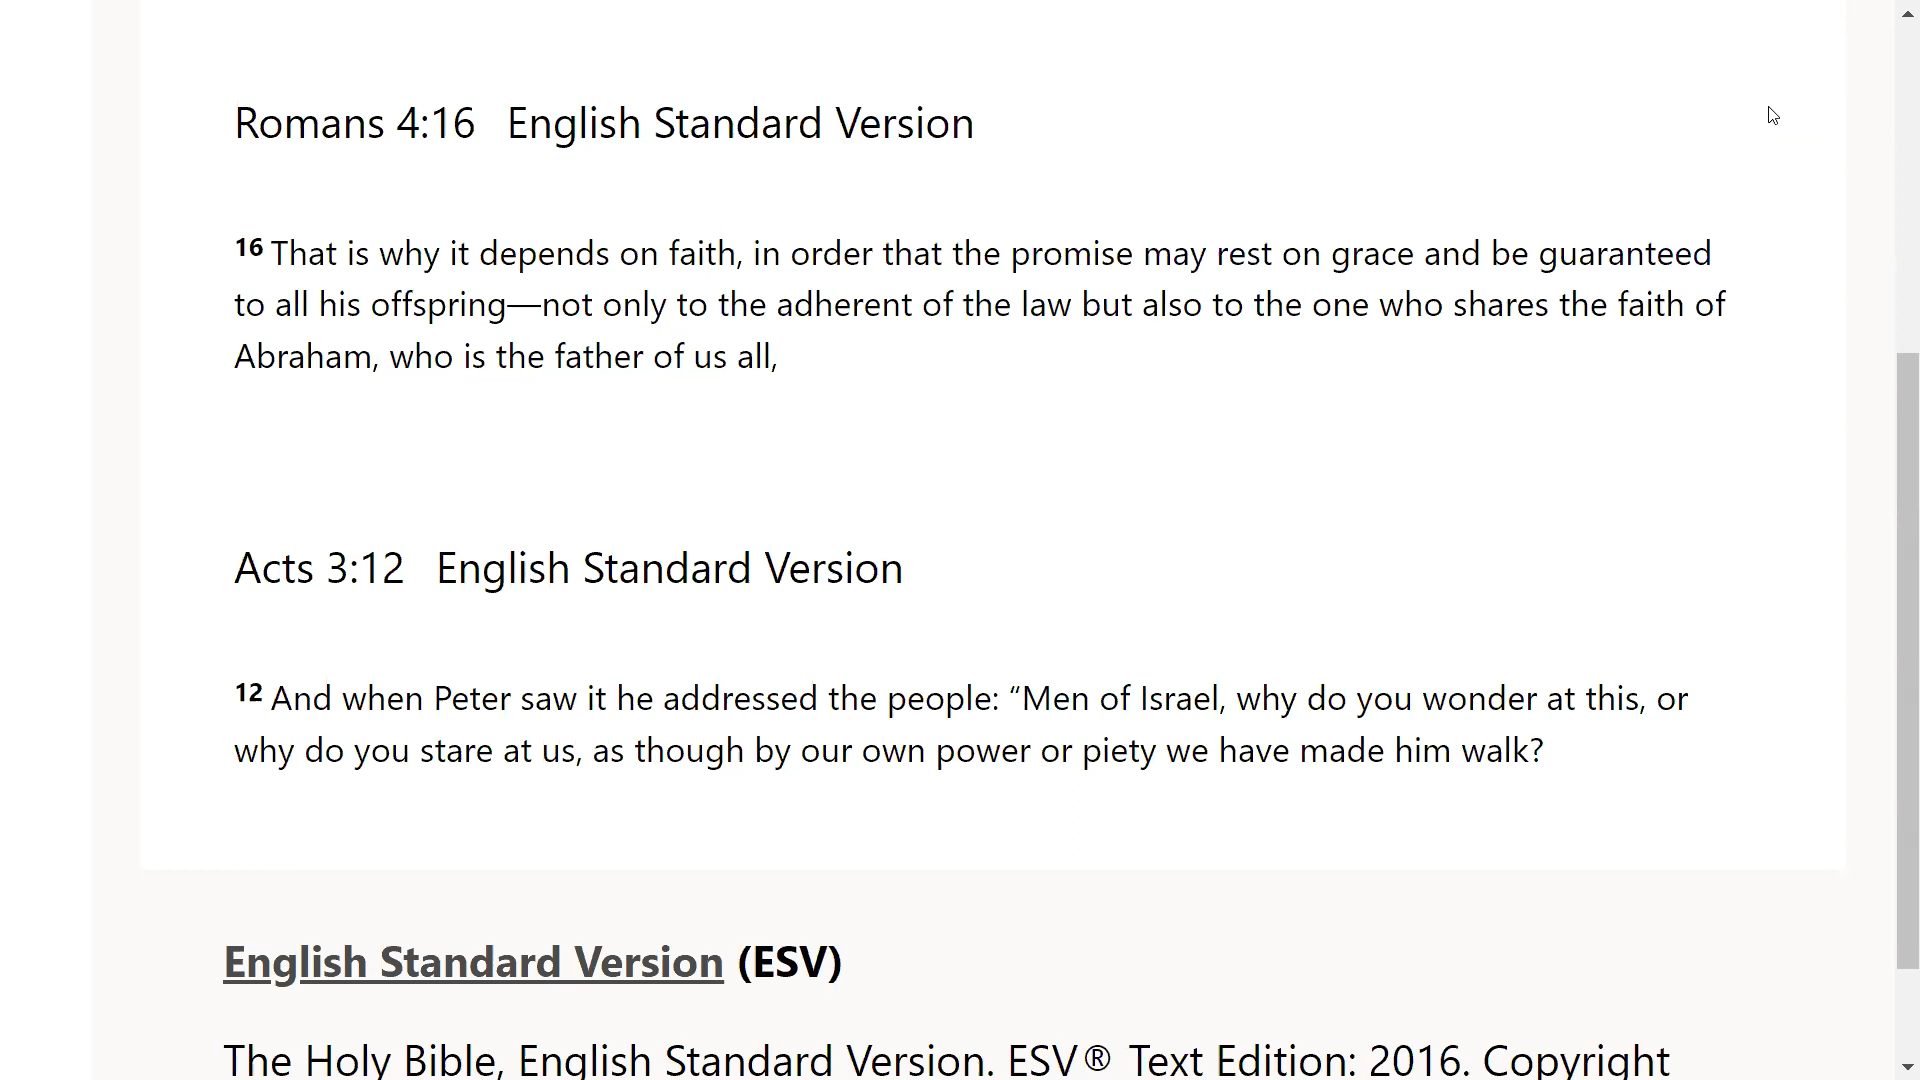 Romans 4:16 English Standard Version
16 That is why it depends on faith, in order that the promise may rest on grace and be guaranteed
to all his offspring—not only to the adherent of the law but also to the one who shares the faith of
Abraham, who is the father of us all,
Acts 3:12 English Standard Version
12 And when Peter saw it he addressed the people: “Men of Israel, why do you wonder at this, or
why do you stare at us, as though by our own power or piety we have made him walk?
English Standard Version (ESV)
The Holy Bible, English Standard Version. ESV® Text Edition: 2016. Copyright